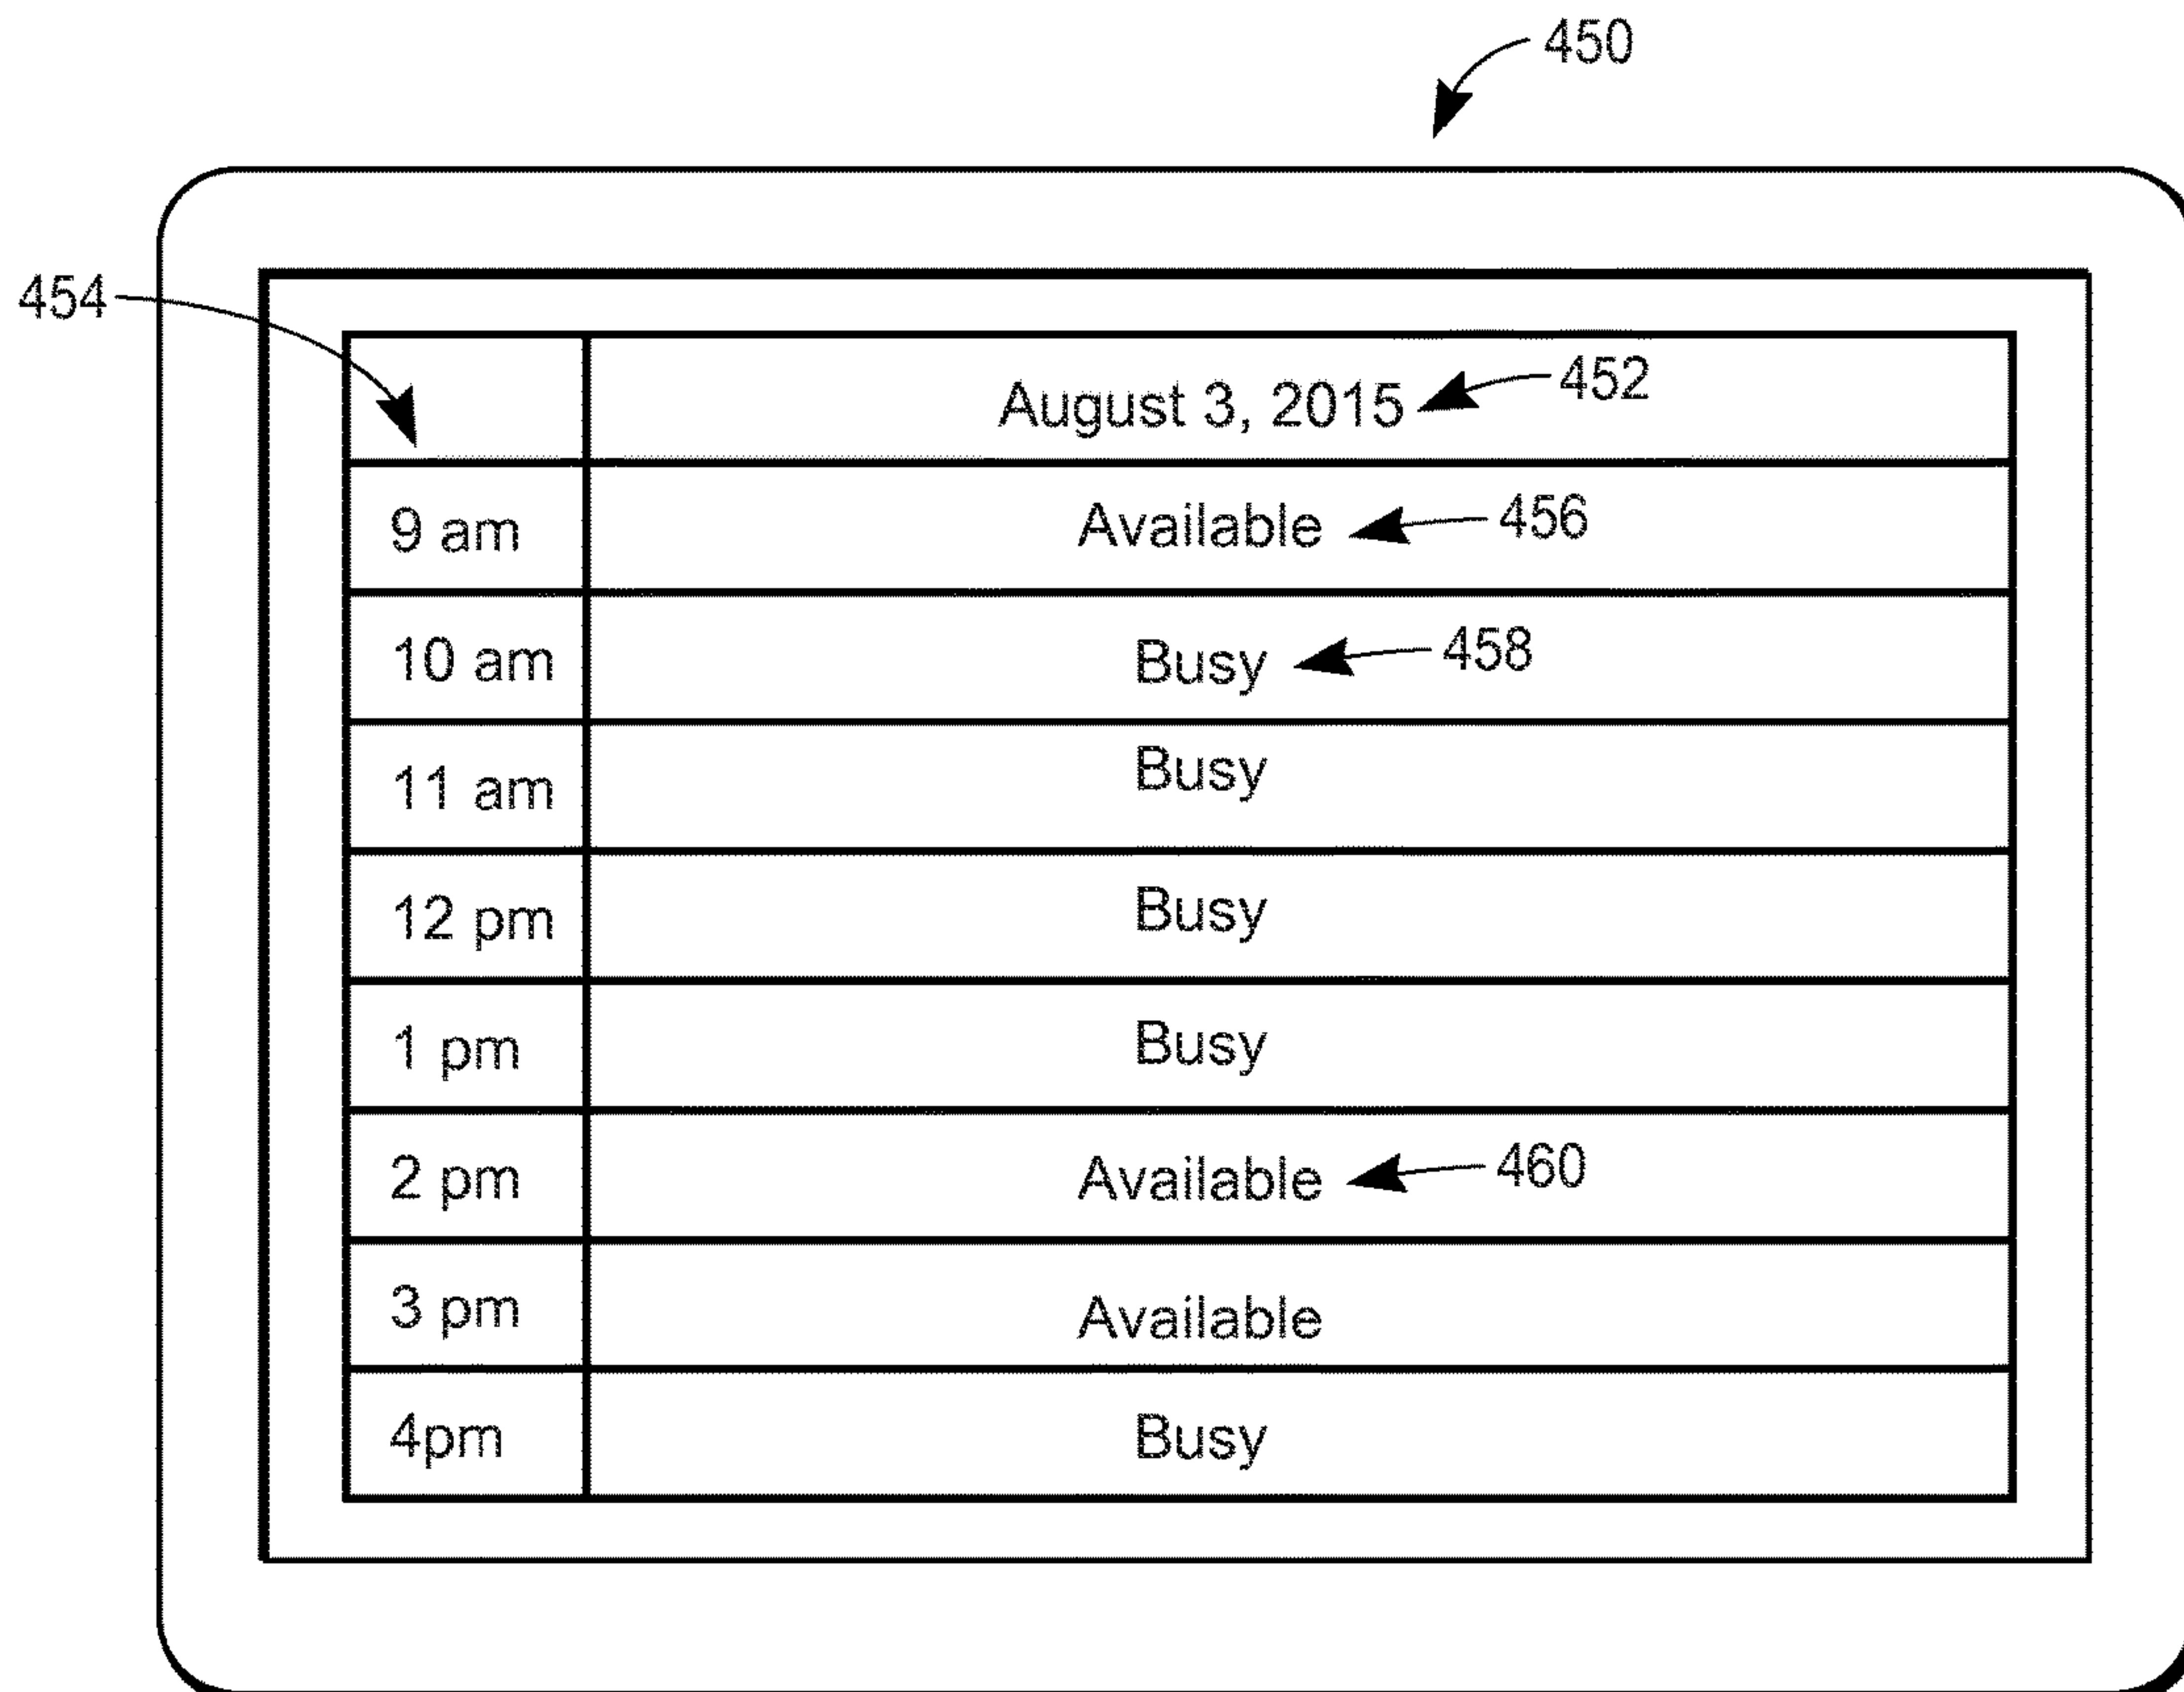 450
454
August 3, 2015 452
9 am Available 456
10 am Busy 458
11 am Busy
12 pm Busy
1 pm Busy
2 pm Available 460
3 pm Available
4pm Busy